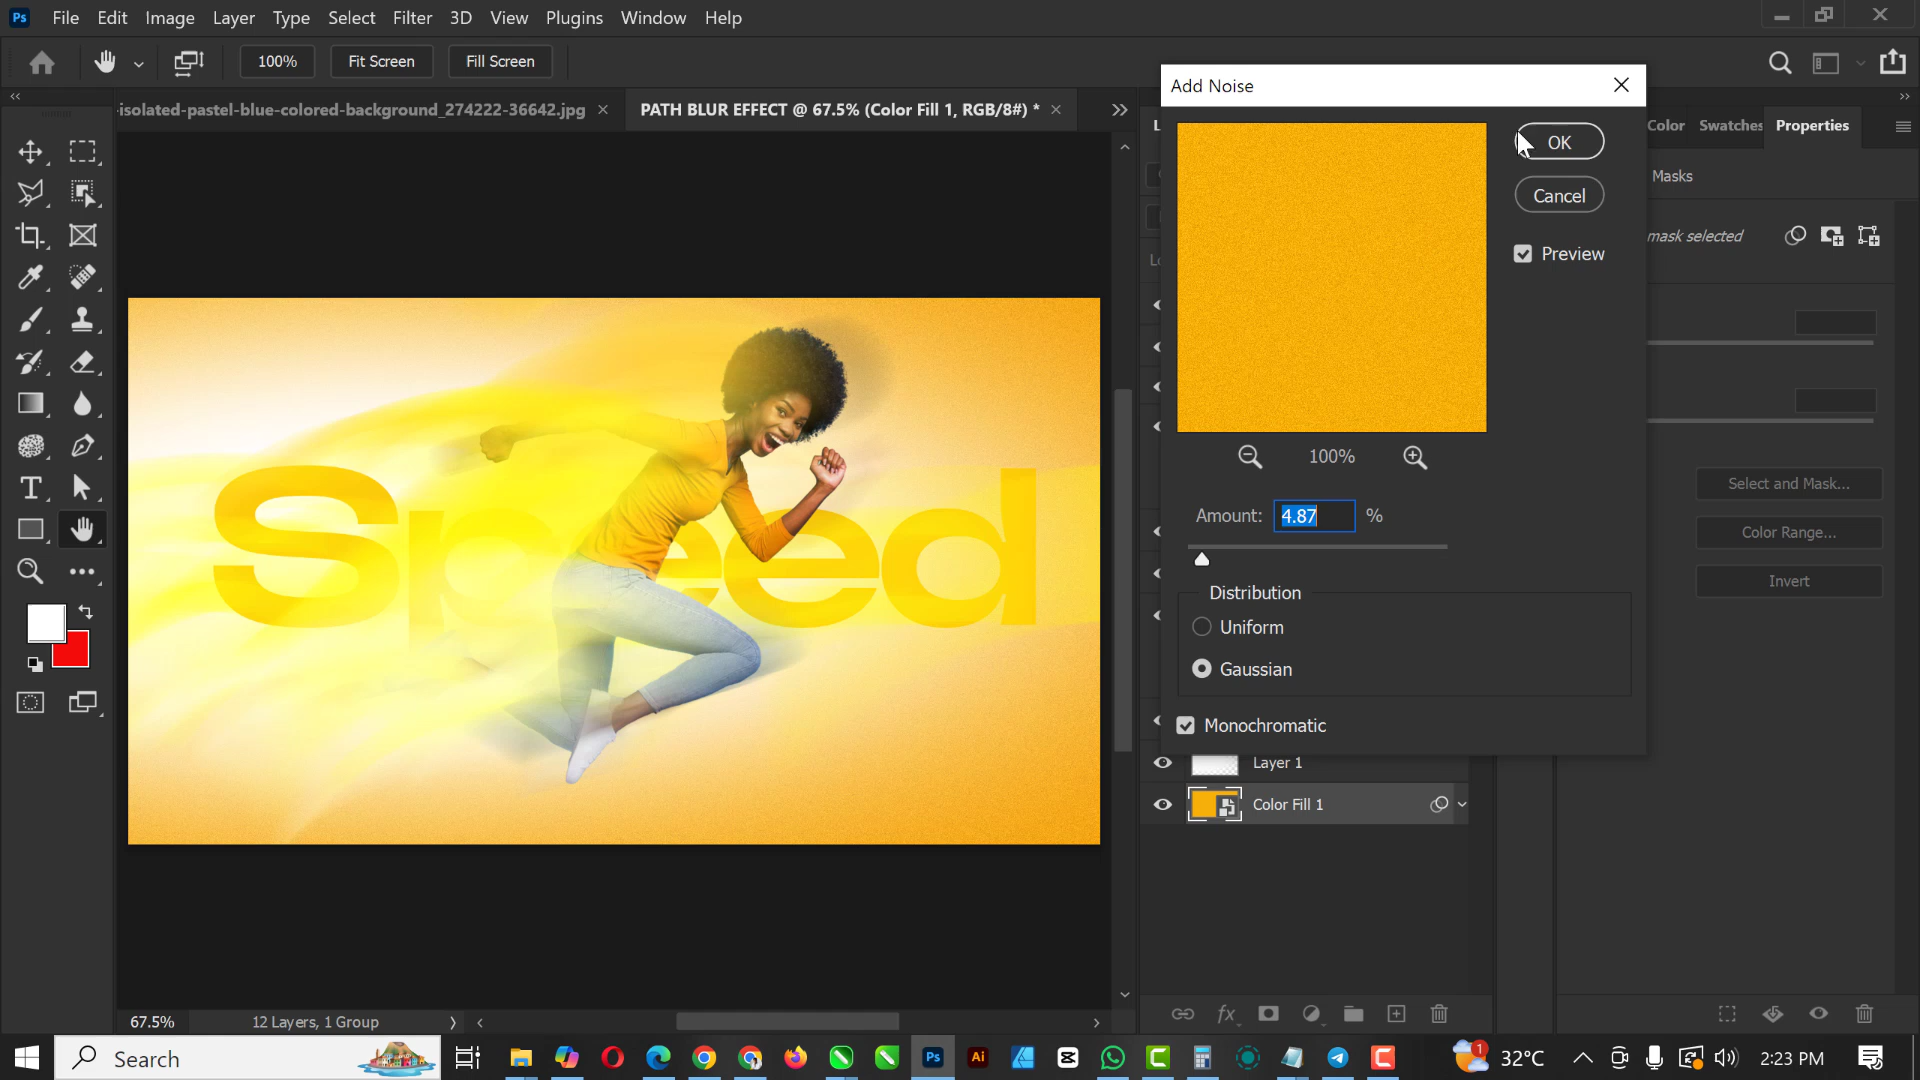 Ps File Edit Image Layer Type Select Filter 3D View Plugins Window Help
100% Fit Screen Fill Screen
-isolated-pastel-blue-colored-background_274222-36642.jpg × PATH BLUR EFFECT @ 67.5% (Color Fill 1, RGB/8#) * ×
Add Noise
OK
Cancel
Preview
100%
Amount: 4.87 %
Distribution
Uniform
Gaussian
Monochromatic
Color Swatches Properties
Masks
mask selected
Select and Mask...
Color Range...
Invert
Speed
Layer 1
Color Fill 1
fx
67.5% 12 Layers, 1 Group
Search
Ps Ai
1 32°C 2:23 PM